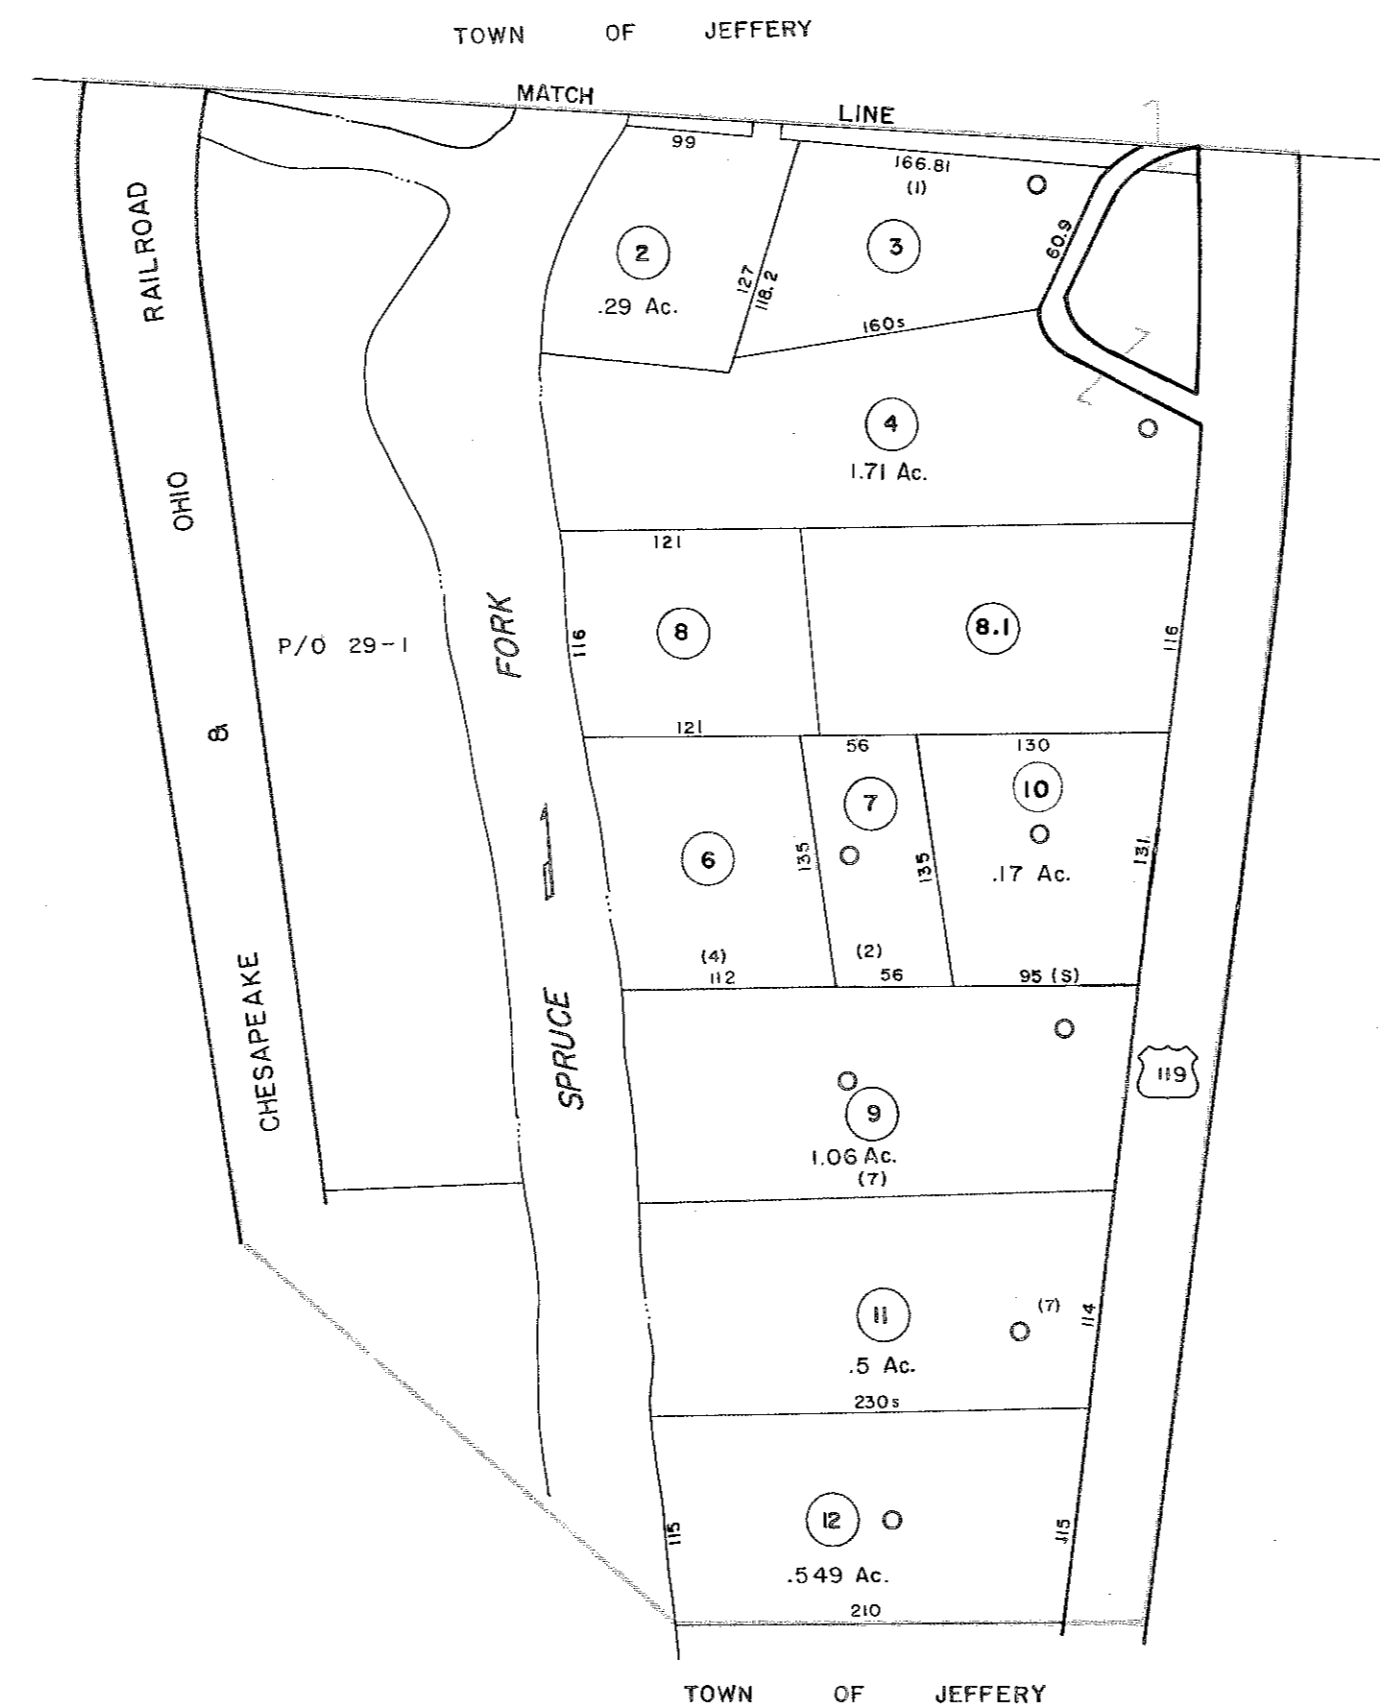 TOWN OF JEFFERY
MATCH LINE
99
166.81
(1)
2
.29 Ac.
127
118.2
3
60.9
160s
4
1.71 Ac.
RAILROAD
OHIO
&
CHESAPEAKE
P/O 29-1
FORK
SPRUCE
121
116
8
8.1
116
121
56
130
7
10
6
135
135
.17 Ac.
131
(4)
112
(2)
56
95 (S)
119
9
1.06 Ac.
(7)
11
.5 Ac.
(7)
114
230s
12
.549 Ac.
115
115
210
TOWN OF JEFFERY